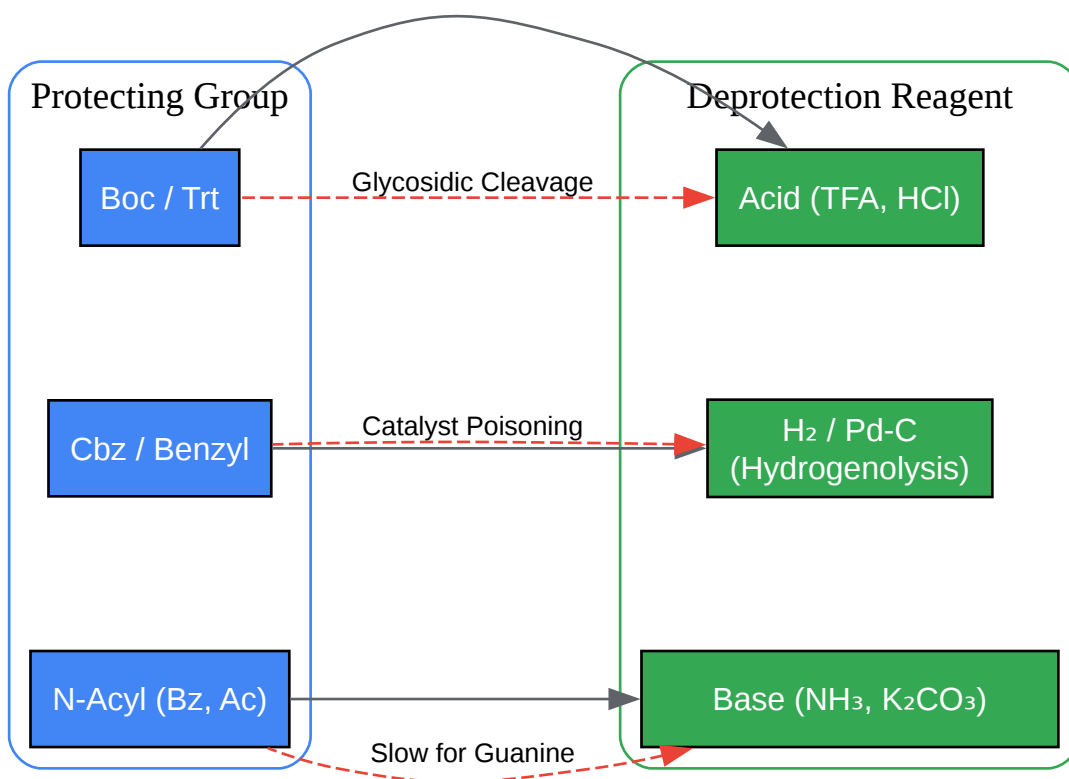 Protecting Group
Deprotection Reagent
Boc / Trt
Glycosidic Cleavage
Acid (TFA, HCl)
Cbz / Benzyl
Catalyst Poisoning
H₂ / Pd-C
(Hydrogenolysis)
N-Acyl (Bz, Ac)
Base (NH₃, K₂CO₃)
Slow for Guanine